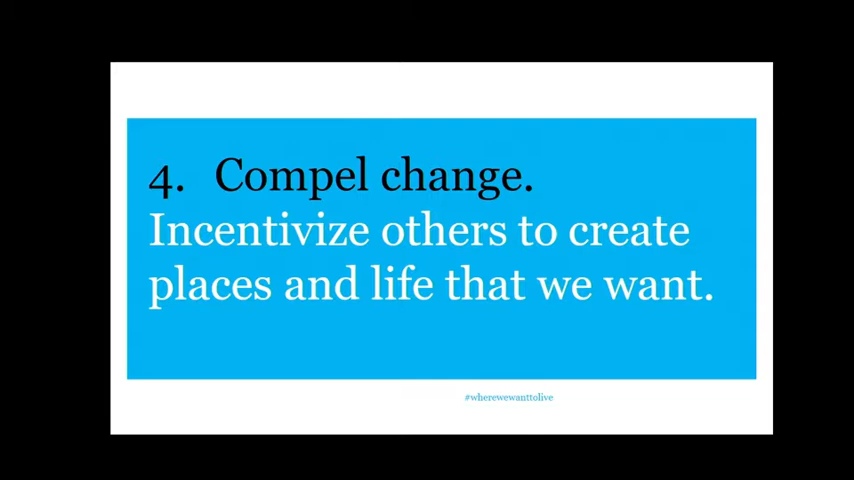 4. Compel change.
Incentivize others to create
places and life that we want.
#wherewewanttolive